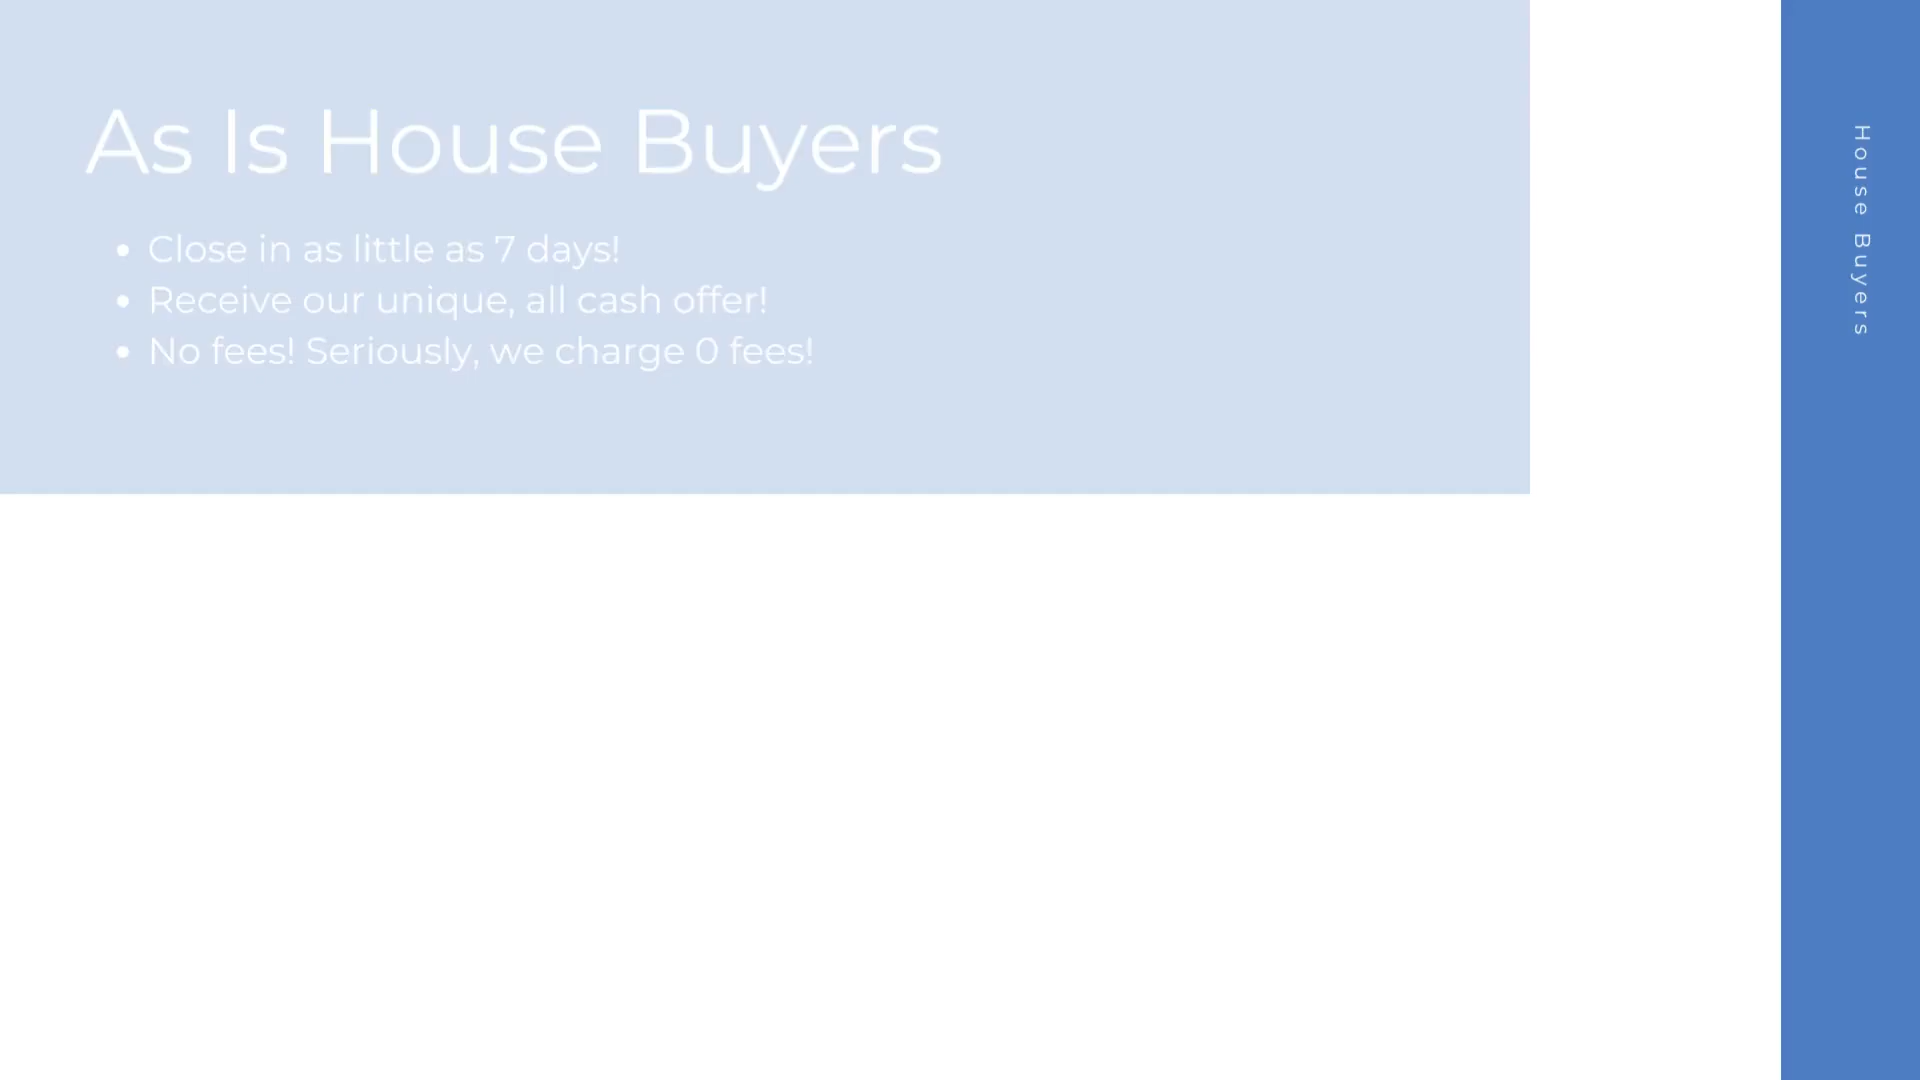 As Is House Buyers
• Close in as little as 7 days!
• Receive our unique, all cash offer!
• No fees! Seriously, we charge 0 fees!
House Buyers